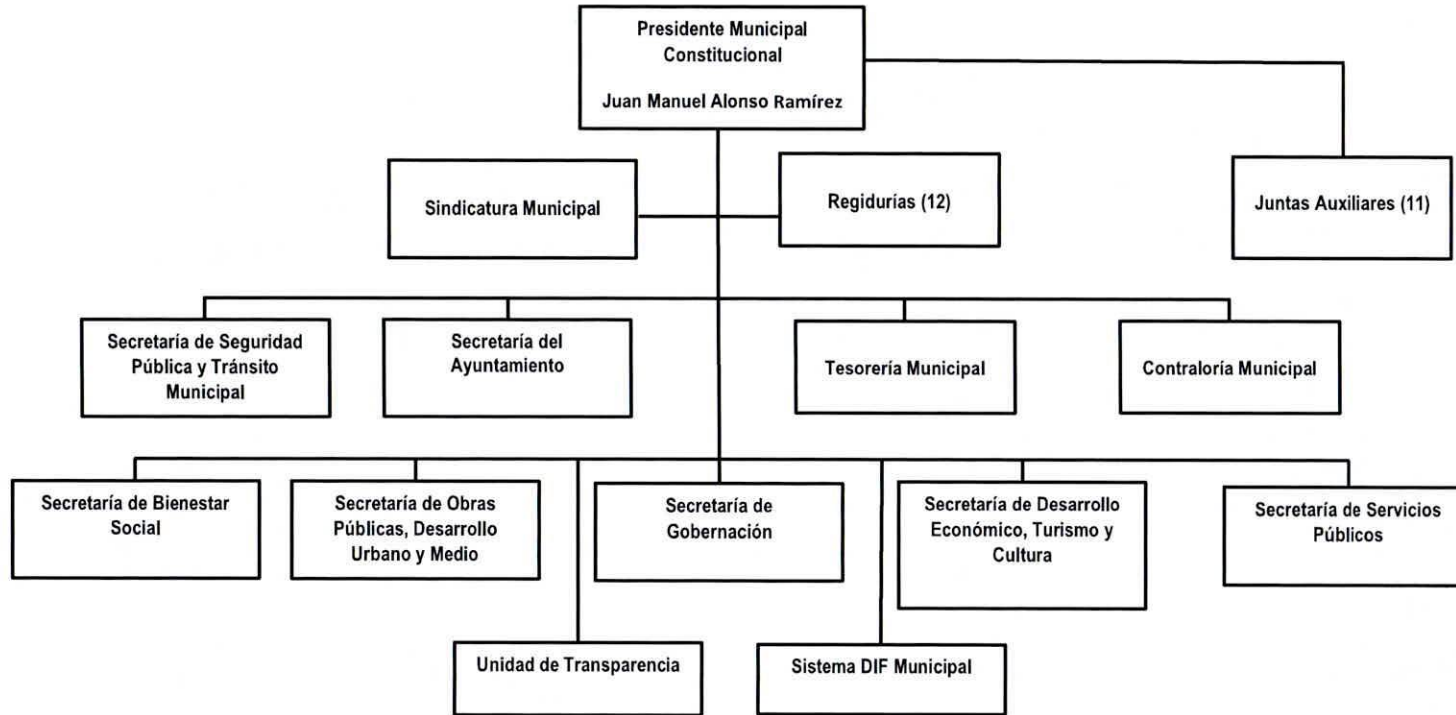 Presidente Municipal
Constitucional
Juan Manuel Alonso Ramírez
Sindicatura Municipal
Regidurías (12)
Juntas Auxiliares (11)
Secretaría de Seguridad
Pública y Tránsito
Municipal
Secretaría del
Ayuntamiento
Tesorería Municipal
Contraloría Municipal
Secretaría de Bienestar
Social
Secretaría de Obras
Públicas, Desarrollo
Urbano y Medio
Secretaría de
Gobernación
Secretaría de Desarrollo
Económico, Turismo y
Cultura
Secretaría de Servicios
Públicos
Unidad de Transparencia
Sistema DIF Municipal